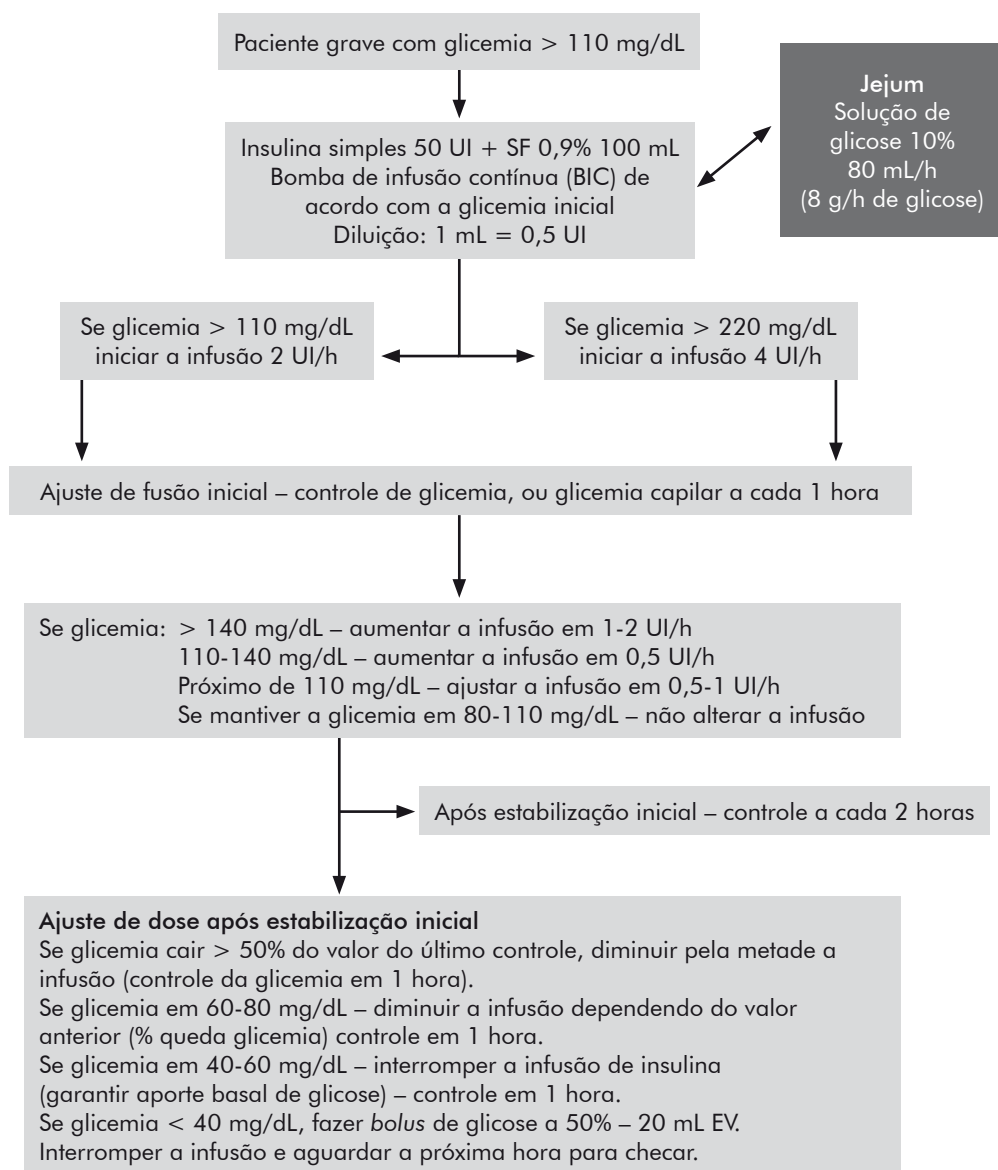 Paciente grave com glicemia > 110 mg/dL
Jejum
Solução de
glicose 10%
80 mL/h
(8 g/h de glicose)
Insulina simples 50 UI + SF 0,9% 100 mL
Bomba de infusão contínua (BIC) de
acordo com a glicemia inicial
Diluição: 1 mL = 0,5 UI
Se glicemia > 110 mg/dL
iniciar a infusão 2 UI/h
Se glicemia > 220 mg/dL
iniciar a infusão 4 UI/h
Ajuste de fusão inicial – controle de glicemia, ou glicemia capilar a cada 1 hora
Se glicemia: > 140 mg/dL – aumentar a infusão em 1-2 UI/h
110-140 mg/dL – aumentar a infusão em 0,5 UI/h
Próximo de 110 mg/dL – ajustar a infusão em 0,5-1 UI/h
Se mantiver a glicemia em 80-110 mg/dL – não alterar a infusão
Após estabilização inicial – controle a cada 2 horas
Ajuste de dose após estabilização inicial
Se glicemia cair > 50% do valor do último controle, diminuir pela metade a
infusão (controle da glicemia em 1 hora).
Se glicemia em 60-80 mg/dL – diminuir a infusão dependendo do valor
anterior (% queda glicemia) controle em 1 hora.
Se glicemia em 40-60 mg/dL – interromper a infusão de insulina
(garantir aporte basal de glicose) – controle em 1 hora.
Se glicemia < 40 mg/dL, fazer bolus de glicose a 50% – 20 mL EV.
Interromper a infusão e aguardar a próxima hora para checar.